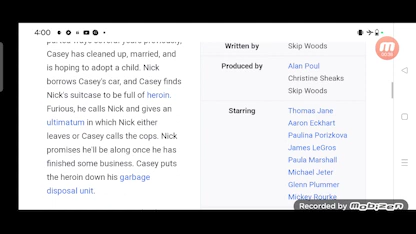 4:00
ported ways several years previously,
Casey has cleaned up, married, and
is hoping to adopt a child. Nick
borrows Casey's car, and Casey finds
Nick's suitcase to be full of heroin.
Furious, he calls Nick and gives an
ultimatum in which Nick either
leaves or Casey calls the cops. Nick
promises he'll be along once he has
finished some business. Casey puts
the heroin down his garbage
disposal unit.
Written by Skip Woods
Produced by Alan Poul
Christine Sheaks
Skip Woods
Starring Thomas Jane
Aaron Eckhart
Paulina Porizkova
James LeGros
Paula Marshall
Michael Jeter
Glenn Plummer
Mickey Rourke
Recorded by MOBIZEN